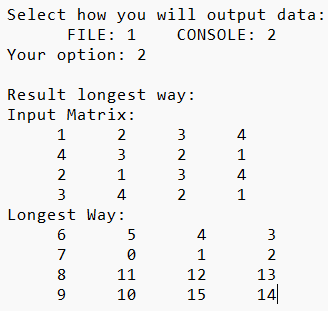 Select how you will output data:
FILE: 1 CONSOLE: 2
Your option: 2
Result longest way:
Input Matrix:
1 2 3 4
4 3 2 1
2 1 3 4
3 4 2 1
Longest Way:
6 5 4 3
7 0 1 2
8 11 12 13
9 10 15 14